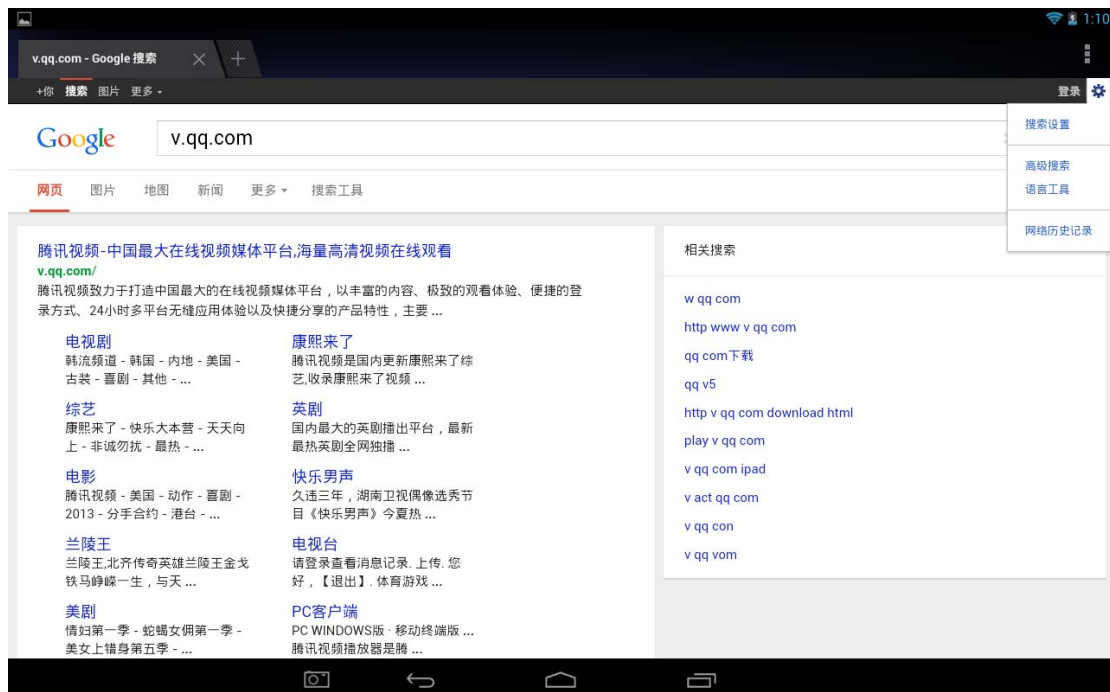 1:10
v.qq.com - Google 搜索
+你 搜索 图片 更多
登录
Google
v.qq.com
搜索设置
高级搜索
语言工具
网络历史记录
网页 图片 地图 新闻 更多 搜索工具
腾讯视频-中国最大在线视频媒体平台,海量高清视频在线观看
v.qq.com/
腾讯视频致力于打造中国最大的在线视频媒体平台，以丰富的内容、极致的观看体验、便捷的登
录方式、24小时多平台无缝应用体验以及快捷分享的产品特性，主要 ...
电视剧
韩流频道 - 韩国 - 内地 - 美国 -
古装 - 喜剧 - 其他 - ...
康熙来了
腾讯视频是国内更新康熙来了综
艺,收录康熙来了视频 ...
综艺
康熙来了 - 快乐大本营 - 天天向
上 - 非诚勿扰 - 最热 - ...
英剧
国内最大的英剧播出平台，最新
最热英剧全网独播 ...
电影
腾讯视频 - 美国 - 动作 - 喜剧 -
2013 - 分手合约 - 港台 - ...
快乐男声
久违三年，湖南卫视偶像选秀节
目《快乐男声》今夏热 ...
兰陵王
兰陵王,北齐传奇英雄兰陵王金戈
铁马峥嵘一生，与天 ...
电视台
请登录查看消息记录. 上传. 您
好，【退出】. 体育游戏 ...
美剧
情妇第一季 - 蛇蝎女佣第一季 -
美女上错身第五季 - ...
PC客户端
PC WINDOWS版 · 移动终端版 ...
腾讯视频播放器是腾 ...
相关搜索
w qq com
http www v qq com
qq com下载
qq v5
http v qq com download html
play v qq com
v qq com ipad
v act qq com
v qq con
v qq vom